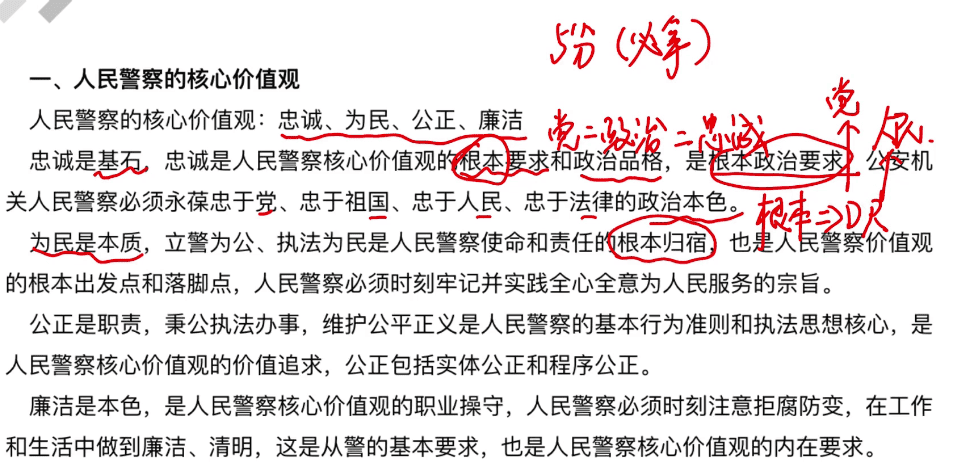 5分（必拿）
一、人民警察的核心价值观
人民警察的核心价值观：忠诚、为民、公正、廉洁
党=政治=忠诚
党 人民.
忠诚是基石，忠诚是人民警察核心价值观的根本要求和政治品格，是根本政治要求，公安机
关人民警察必须永葆忠于党、忠于祖国、忠于人民、忠于法律的政治本色。
根本⇒D
为民是本质，立警为公、执法为民是人民警察使命和责任的根本归宿，也是人民警察价值观
的根本出发点和落脚点，人民警察必须时刻牢记并实践全心全意为人民服务的宗旨。
公正是职责，秉公执法办事，维护公平正义是人民警察的基本行为准则和执法思想核心，是
人民警察核心价值观的价值追求，公正包括实体公正和程序公正。
廉洁是本色，是人民警察核心价值观的职业操守，人民警察必须时刻注意拒腐防变，在工作
和生活中做到廉洁、清明，这是从警的基本要求，也是人民警察核心价值观的内在要求。